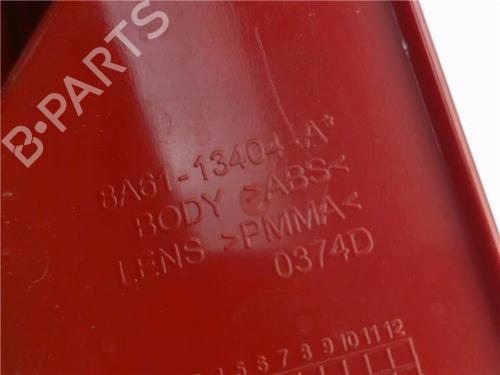 B-PARTS
8A61-13404-A*
BODY >ABS<
LENS >PMMA<
0374D
5 6 7 8 9 10 11 12